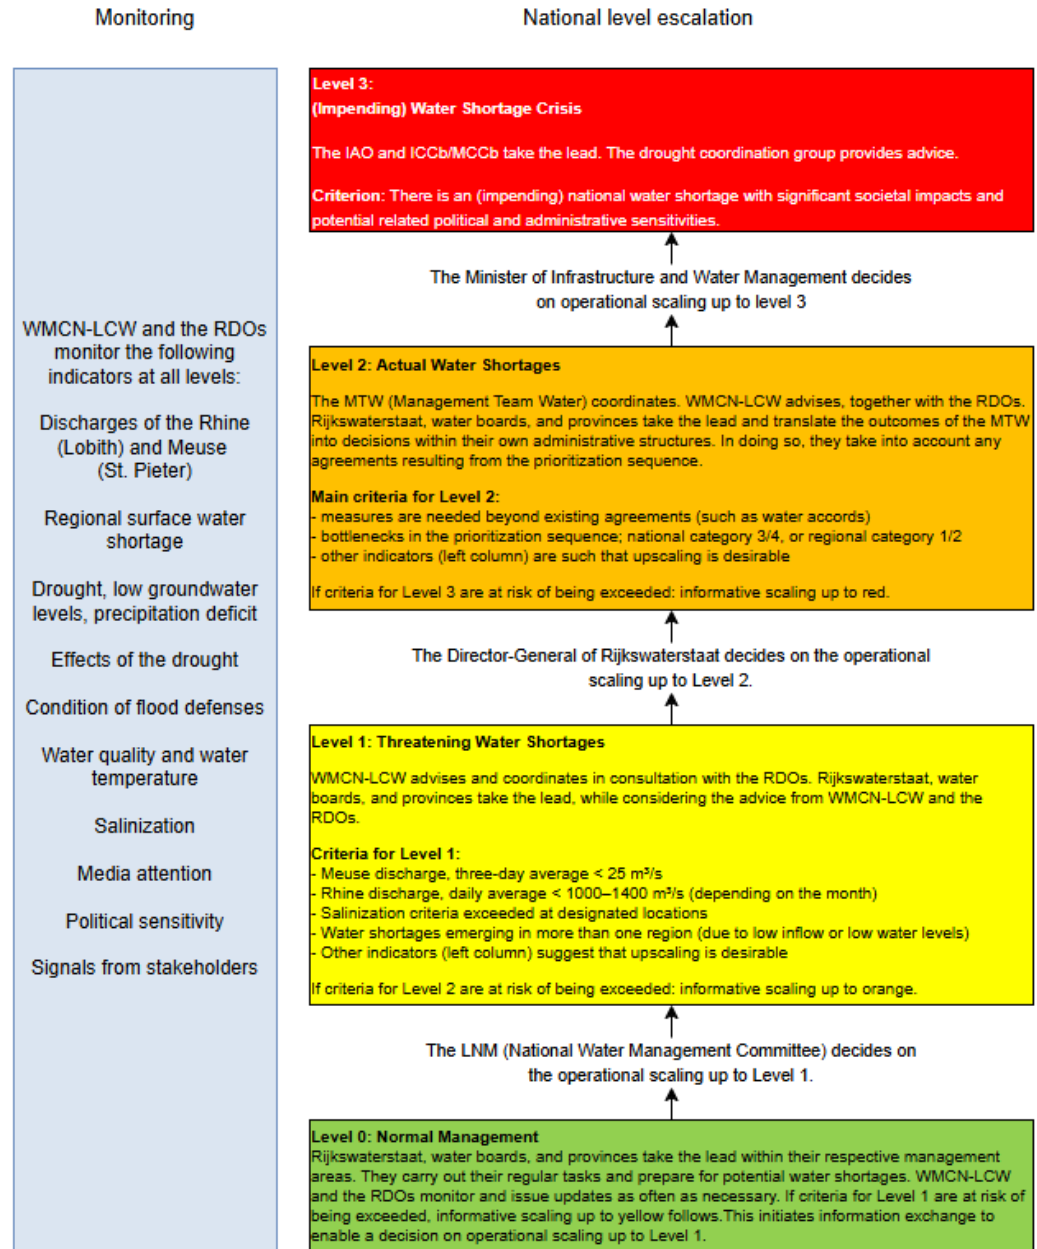 Monitoring
National level escalation
WMCN-LCW and the RDOs
monitor the following
indicators at all levels:
Discharges of the Rhine
(Lobith) and Meuse
(St. Pieter)
Regional surface water
shortage
Drought, low groundwater
levels, precipitation deficit
Effects of the drought
Condition of flood defenses
Water quality and water
temperature
Salinization
Media attention
Political sensitivity
Signals from stakeholders
Level 3:
(Impending) Water Shortage Crisis
The IAO and ICCb/MCCb take the lead. The drought coordination group provides advice.
Criterion: There is an (impending) national water shortage with significant societal impacts and
potential related political and administrative sensitivities.
The Minister of Infrastructure and Water Management decides
on operational scaling up to level 3
Level 2: Actual Water Shortages
The MTW (Management Team Water) coordinates. WMCN-LCW advises, together with the RDOs.
Rijkswaterstaat, water boards, and provinces take the lead and translate the outcomes of the MTW
into decisions within their own administrative structures. In doing so, they take into account any
agreements resulting from the prioritization sequence.
Main criteria for Level 2:
- measures are needed beyond existing agreements (such as water accords)
- bottlenecks in the prioritization sequence; national category 3/4, or regional category 1/2
- other indicators (left column) are such that upscaling is desirable
If criteria for Level 3 are at risk of being exceeded: informative scaling up to red.
The Director-General of Rijkswaterstaat decides on the operational
scaling up to Level 2.
Level 1: Threatening Water Shortages
WMCN-LCW advises and coordinates in consultation with the RDOs. Rijkswaterstaat, water
boards, and provinces take the lead, while considering the advice from WMCN-LCW and the
RDOs.
Criteria for Level 1:
- Meuse discharge, three-day average < 25 m³/s
- Rhine discharge, daily average < 1000–1400 m³/s (depending on the month)
- Salinization criteria exceeded at designated locations
- Water shortages emerging in more than one region (due to low inflow or low water levels)
- Other indicators (left column) suggest that upscaling is desirable
If criteria for Level 2 are at risk of being exceeded: informative scaling up to orange.
The LNM (National Water Management Committee) decides on
the operational scaling up to Level 1.
Level 0: Normal Management
Rijkswaterstaat, water boards, and provinces take the lead within their respective management
areas. They carry out their regular tasks and prepare for potential water shortages. WMCN-LCW
and the RDOs monitor and issue updates as often as necessary. If criteria for Level 1 are at risk of
being exceeded, informative scaling up to yellow follows.This initiates information exchange to
enable a decision on operational scaling up to Level 1.